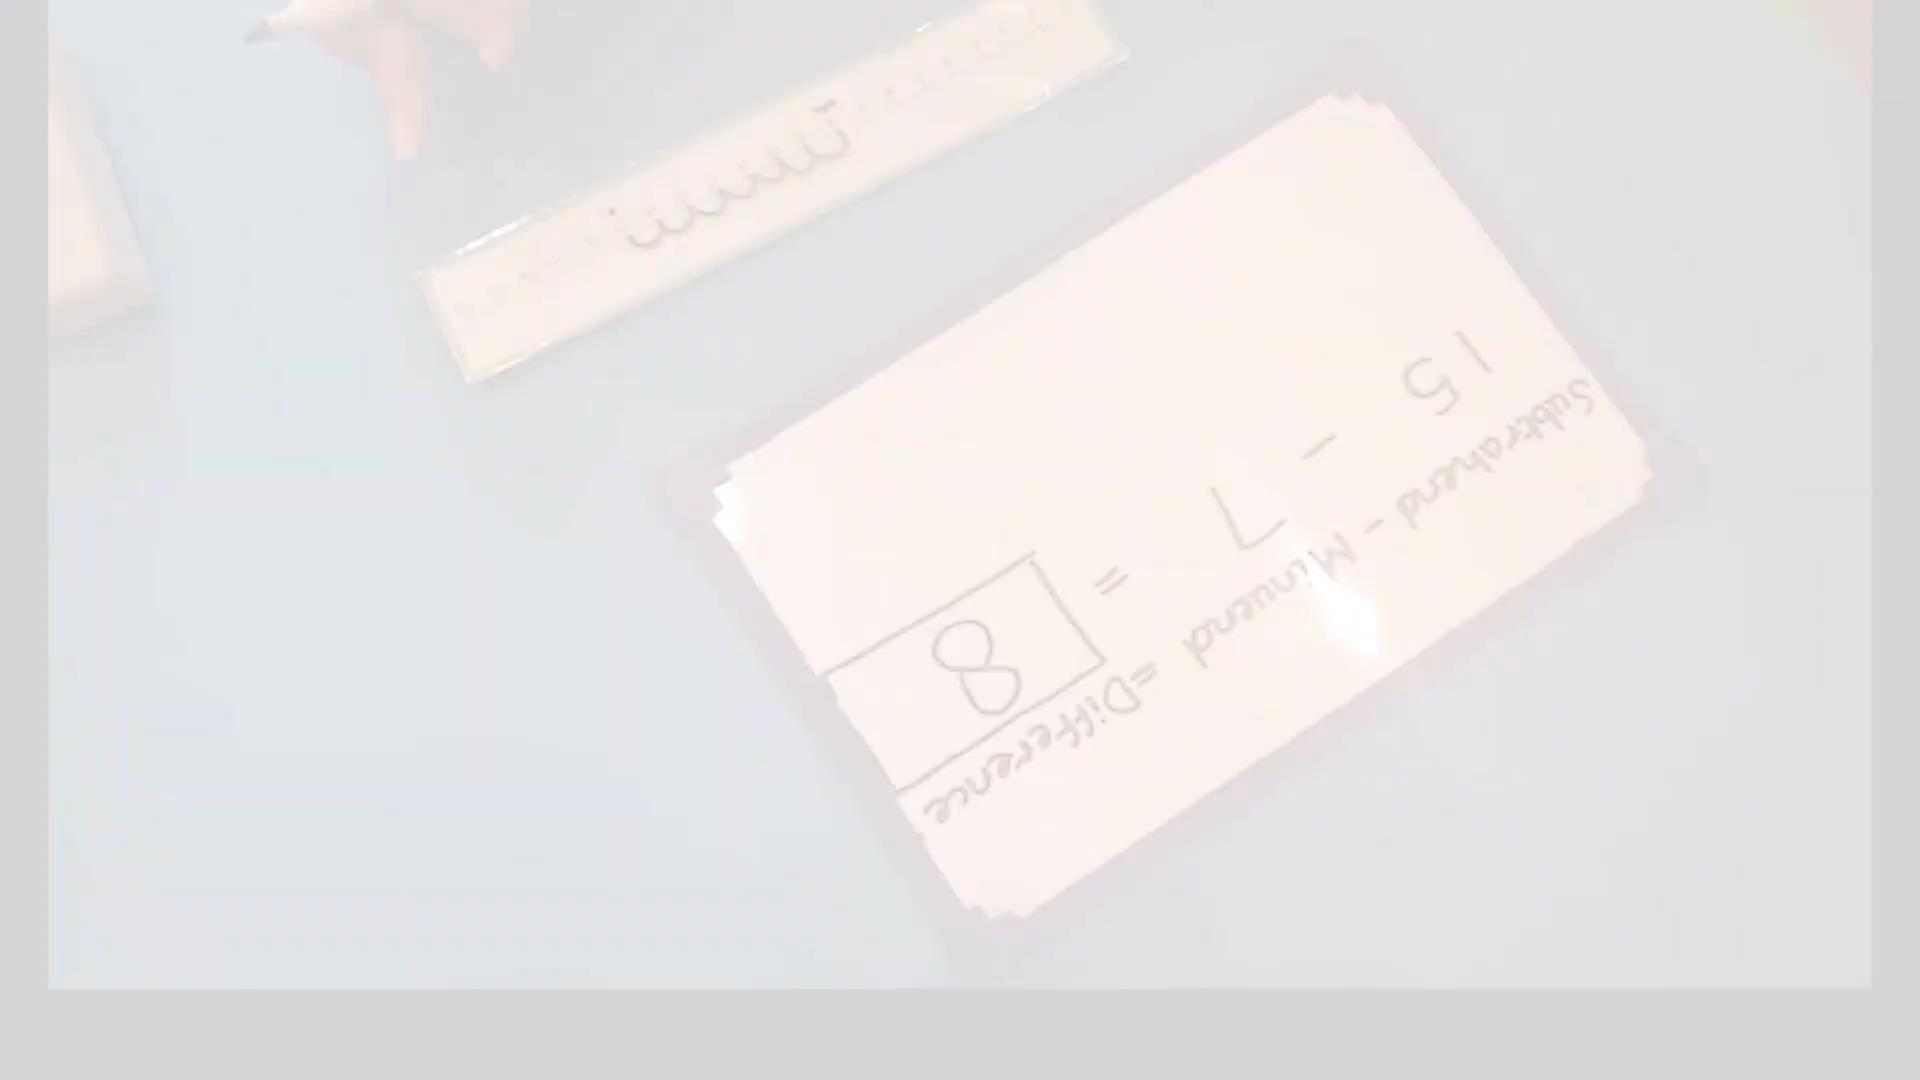 15 - 7 = 8
Subtrahend - Minuend = Difference